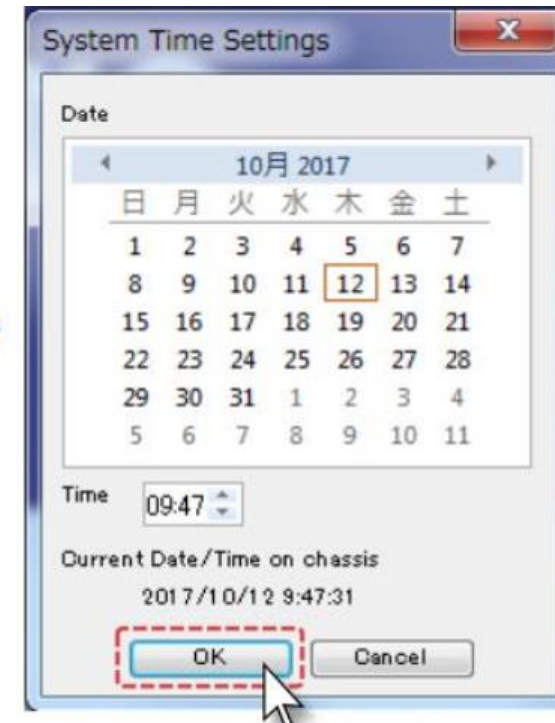 System Time Settings
Date
10月 2017
日 月 火 水 木 金 土
1 2 3 4 5 6 7
8 9 10 11 12 13 14
15 16 17 18 19 20 21
22 23 24 25 26 27 28
29 30 31 1 2 3 4
5 6 7 8 9 10 11
Time 09:47
Current Date/Time on chassis
2017/10/12 9:47:31
OK Cancel